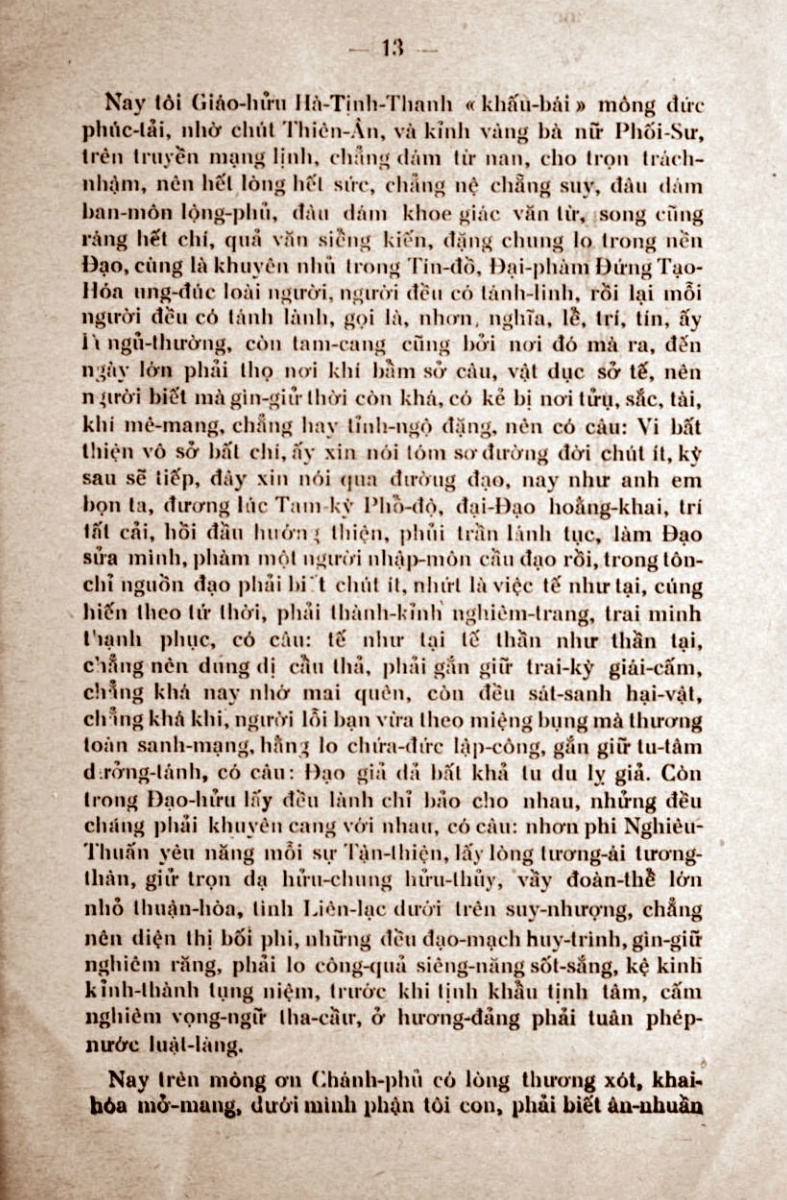 — 13 —
Nay tôi Giáo-hửu Hà-Tịnh-Thanh « khấu-bái » mông đức
phúc-tải, nhờ chút Thiên-Ân, và kỉnh vàng bà nữ Phối-Sư,
trên truyền mạng lịnh, chẳng dám từ nan, cho trọn trách-
nhậm, nên hết lòng hết sức, chẳng nệ chẳng suy, đâu dám
ban-môn lộng-phủ, đâu dám khoe giác văn từ, song cũng
ráng hết chí, quả văn siềng kiến, đặng chung lo trong nền
Đạo, cùng là khuyên nhủ trong Tín-đồ, Đại-phàm Đứng Tạo-
Hóa ung-đúc loài người, người đều có tánh-linh, rồi lại mỗi
người đều có tánh lành, gọi là, nhơn, nghĩa, lễ, trí, tín, ấy
là ngủ-thường, còn tam-cang cũng bởi nơi đó mà ra, đến
ngày lớn phải thọ nơi khí bẩm sở câu, vật dục sở tế, nên
người biết mà gìn-giử thời còn khá, có kẻ bị nơi tửu, sắc, tài,
khí mê-mang, chẳng hay tỉnh-ngộ đặng, nên có câu: Vi bất
thiện vô sở bất chí, ấy xin nói tóm sơ đường đời chút ít, kỳ
sau sẽ tiếp, đây xin nói qua đường đạo, nay như anh em
bọn ta, đương lúc Tam-kỳ Phổ-độ, đại-Đạo hoằng-khai, trí
tất cải, hồi đầu hướng thiện, phủi trần lánh tục, làm Đạo
sửa mình, phàm một người nhập-môn cầu đạo rồi, trong tôn-
chỉ nguồn đạo phải biết chút ít, nhứt là việc tế như tại, cúng
hiến theo tứ thời, phải thành-kỉnh nghiêm-trang, trai minh
thạnh phục, có câu: tế như tại tế thần như thần tại,
chẳng nên dung dị cẩu thả, phải gắn giữ trai-kỳ giái-cấm,
chẳng khá nay nhớ mai quên, còn đều sát-sanh hại-vật,
chẳng khá khi, người lỗi bạn vừa theo miệng bụng mà thương
toàn sanh-mạng, hằng lo chứa-đức lập-công, gắn giữ tu-tâm
dưởng-tánh, có câu: Đạo giả dả bất khả tu du lỵ giả. Còn
trong Đạo-hửu lấy đều lành chỉ bảo cho nhau, những đều
cháng phải khuyên cang với nhau, có câu: nhơn phi Nghiêu-
Thuấn yêu năng mỗi sự Tận-thiện, lấy lòng tương-ái tương-
thân, giử trọn dạ hửu-chung hửu-thủy, vầy đoàn-thể lớn
nhỏ thuận-hòa, tình Liên-lạc dưới trên suy-nhượng, chẳng
nên diện thị bối phi, những đều đạo-mạch huy-trình, gìn-giữ
nghiêm răng, phải lo công-quả siêng-năng sốt-sắng, kệ kinh
kỉnh-thành tụng niệm, trước khi tịnh khẩu tịnh tâm, cấm
nghiêm vọng-ngữ tha-cầu, ở hương-đảng phải tuân phép-
nước luật-làng.
Nay trên mông ơn Chánh-phủ có lòng thương xót, khai-
hóa mở-mang, dưới mình phận tôi con, phải biết ân-nhuần